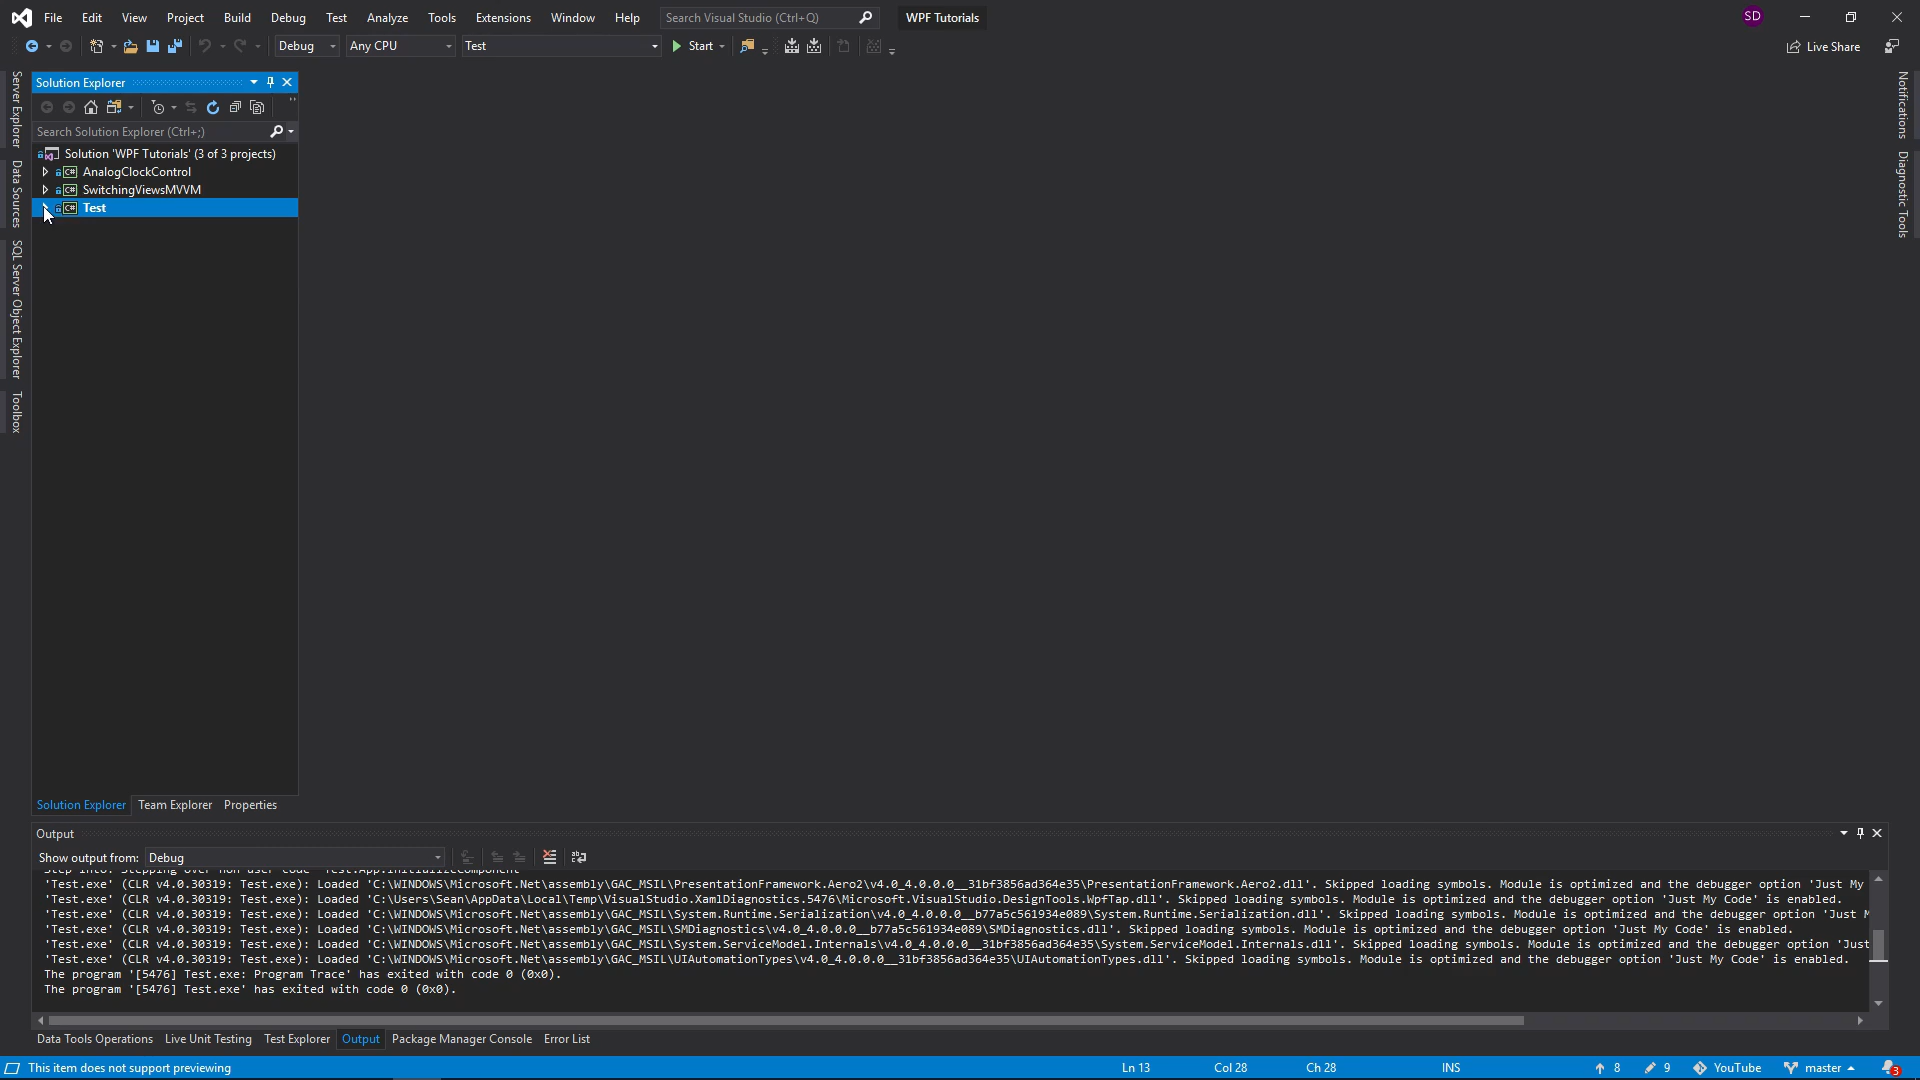 File Edit View Project Build Debug Test Analyze Tools Extensions Window Help Search Visual Studio (Ctrl+Q) WPF Tutorials SD
Debug Any CPU Test Start Live Share
Solution Explorer
Search Solution Explorer (Ctrl+;)
Solution 'WPF Tutorials' (3 of 3 projects)
C# AnalogClockControl
C# SwitchingViewsMVVM
C# Test
Server Explorer
Data Sources
SQL Server Object Explorer
Toolbox
Notifications
Diagnostic Tools
Solution Explorer Team Explorer Properties
Output
Show output from: Debug
Step into: Stepping over non-user code 'Test.App.InitializeComponent'
'Test.exe' (CLR v4.0.30319: Test.exe): Loaded 'C:\WINDOWS\Microsoft.Net\assembly\GAC_MSIL\PresentationFramework.Aero2\v4.0_4.0.0.0__31bf3856ad364e35\PresentationFramework.Aero2.dll'. Skipped loading symbols. Module is optimized and the debugger option 'Just My
'Test.exe' (CLR v4.0.30319: Test.exe): Loaded 'C:\Users\Sean\AppData\Local\Temp\VisualStudio.XamlDiagnostics.5476\Microsoft.VisualStudio.DesignTools.WpfTap.dll'. Skipped loading symbols. Module is optimized and the debugger option 'Just My Code' is enabled.
'Test.exe' (CLR v4.0.30319: Test.exe): Loaded 'C:\WINDOWS\Microsoft.Net\assembly\GAC_MSIL\System.Runtime.Serialization\v4.0_4.0.0.0__b77a5c561934e089\System.Runtime.Serialization.dll'. Skipped loading symbols. Module is optimized and the debugger option 'Just M
'Test.exe' (CLR v4.0.30319: Test.exe): Loaded 'C:\WINDOWS\Microsoft.Net\assembly\GAC_MSIL\SMDiagnostics\v4.0_4.0.0.0__b77a5c561934e089\SMDiagnostics.dll'. Skipped loading symbols. Module is optimized and the debugger option 'Just My Code' is enabled.
'Test.exe' (CLR v4.0.30319: Test.exe): Loaded 'C:\WINDOWS\Microsoft.Net\assembly\GAC_MSIL\System.ServiceModel.Internals\v4.0_4.0.0.0__31bf3856ad364e35\System.ServiceModel.Internals.dll'. Skipped loading symbols. Module is optimized and the debugger option 'Just
'Test.exe' (CLR v4.0.30319: Test.exe): Loaded 'C:\WINDOWS\Microsoft.Net\assembly\GAC_MSIL\UIAutomationTypes\v4.0_4.0.0.0__31bf3856ad364e35\UIAutomationTypes.dll'. Skipped loading symbols. Module is optimized and the debugger option 'Just My Code' is enabled.
The program '[5476] Test.exe: Program Trace' has exited with code 0 (0x0).
The program '[5476] Test.exe' has exited with code 0 (0x0).
Data Tools Operations Live Unit Testing Test Explorer Output Package Manager Console Error List
This item does not support previewing Ln 13 Col 28 Ch 28 INS 8 9 YouTube master 3